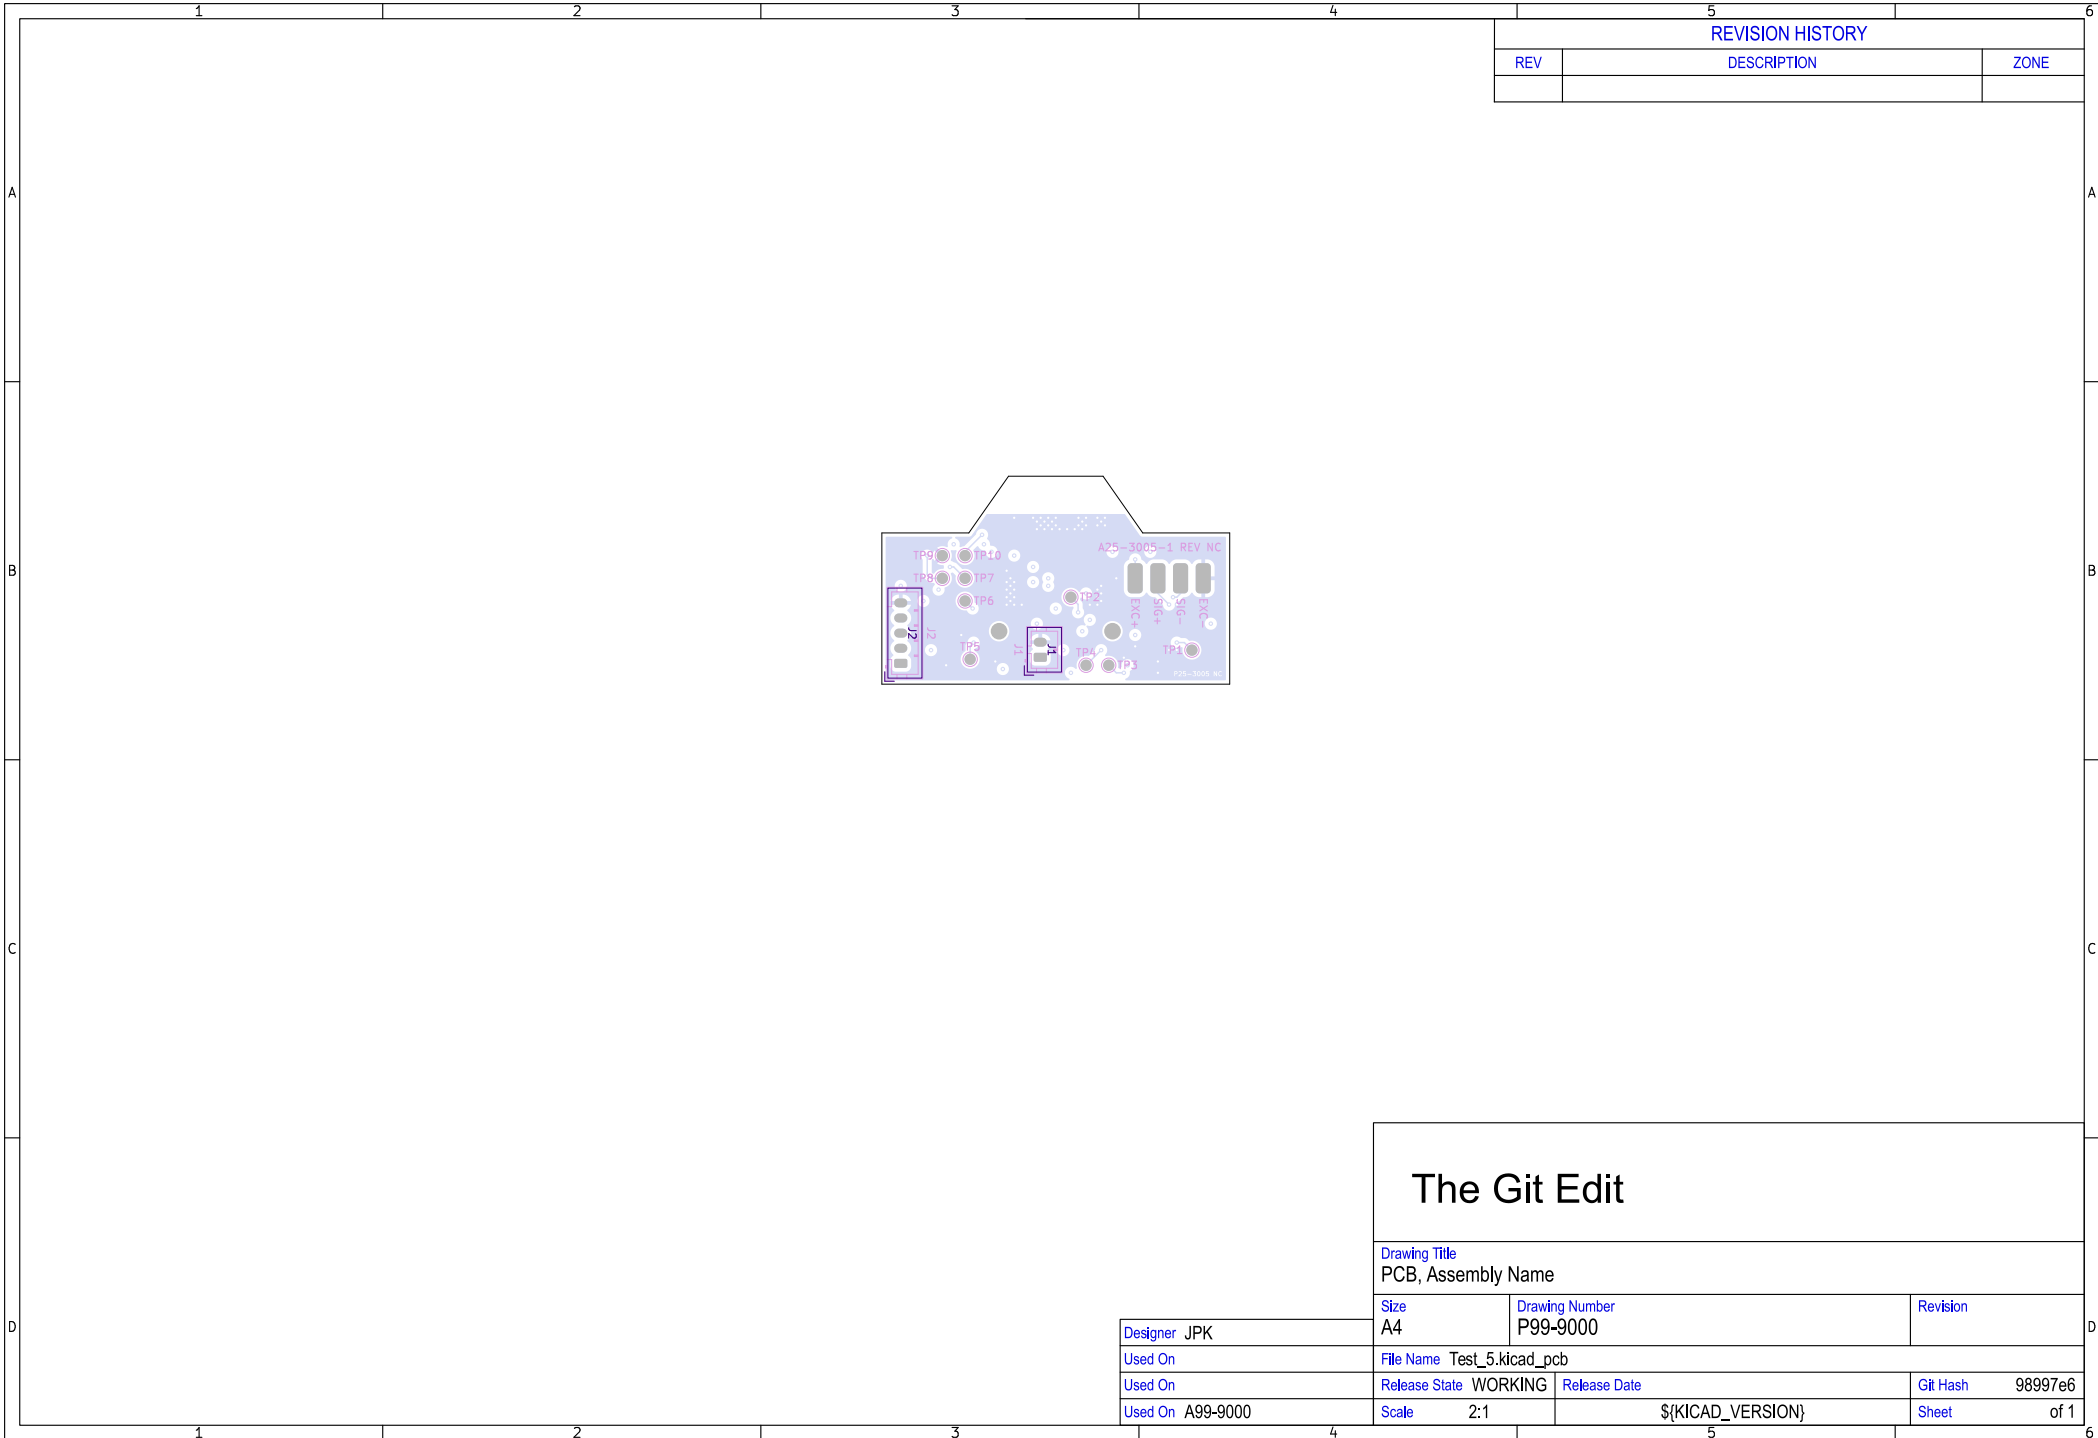 1 2 3 4 5 6
REVISION HISTORY
REV DESCRIPTION ZONE
A A
B B
A25-3005-1 REV NC
TP9 TP10
TP8 TP7
TP6 TP2
EXC+ SIG+ SIG- EXC-
J2 J2
J1 J1
TP5 TP4 TP3 TP1
P25-3005 NC
C C
The Git Edit
Drawing Title
PCB, Assembly Name
Size Drawing Number Revision
A4 P99-9000
D D
Designer JPK
Used On File Name Test_5.kicad_pcb
Used On Release State WORKING Release Date Git Hash 98997e6
Used On A99-9000 Scale 2:1 ${KICAD_VERSION} Sheet of 1
1 2 3 4 5 6